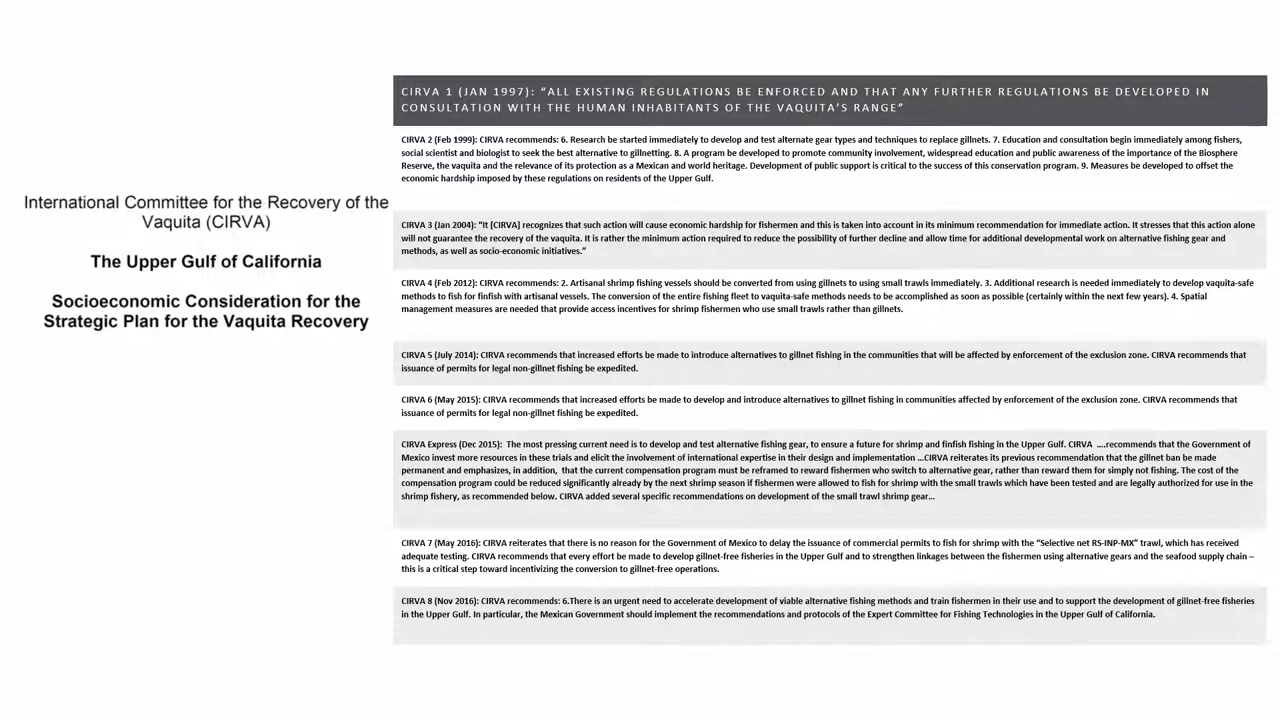 International Committee for the Recovery of the
Vaquita (CIRVA)
The Upper Gulf of California
Socioeconomic Consideration for the
Strategic Plan for the Vaquita Recovery
CIRVA 1 (JAN 1997): “ALL EXISTING REGULATIONS BE ENFORCED AND THAT ANY FURTHER REGULATIONS BE DEVELOPED IN
CONSULTATION WITH THE HUMAN INHABITANTS OF THE VAQUITA’S RANGE”
CIRVA 2 (Feb 1999): CIRVA recommends: 6. Research be started immediately to develop and test alternate gear types and techniques to replace gillnets. 7. Education and consultation begin immediately among fishers,
social scientist and biologist to seek the best alternative to gillnetting. 8. A program be developed to promote community involvement, widespread education and public awareness of the importance of the Biosphere
Reserve, the vaquita and the relevance of its protection as a Mexican and world heritage. Development of public support is critical to the success of this conservation program. 9. Measures be developed to offset the
economic hardship imposed by these regulations on residents of the Upper Gulf.
CIRVA 3 (Jan 2004): “It [CIRVA] recognizes that such action will cause economic hardship for fishermen and this is taken into account in its minimum recommendation for immediate action. It stresses that this action alone
will not guarantee the recovery of the vaquita. It is rather the minimum action required to reduce the possibility of further decline and allow time for additional developmental work on alternative fishing gear and
methods, as well as socio-economic initiatives.”
CIRVA 4 (Feb 2012): CIRVA recommends: 2. Artisanal shrimp fishing vessels should be converted from using gillnets to using small trawls immediately. 3. Additional research is needed immediately to develop vaquita-safe
methods to fish for finfish with artisanal vessels. The conversion of the entire fishing fleet to vaquita-safe methods needs to be accomplished as soon as possible (certainly within the next few years). 4. Spatial
management measures are needed that provide access incentives for shrimp fishermen who use small trawls rather than gillnets.
CIRVA 5 (July 2014): CIRVA recommends that increased efforts be made to introduce alternatives to gillnet fishing in the communities that will be affected by enforcement of the exclusion zone. CIRVA recommends that
issuance of permits for legal non-gillnet fishing be expedited.
CIRVA 6 (May 2015): CIRVA recommends that increased efforts be made to develop and introduce alternatives to gillnet fishing in communities affected by enforcement of the exclusion zone. CIRVA recommends that
issuance of permits for legal non-gillnet fishing be expedited.
CIRVA Express (Dec 2015): The most pressing current need is to develop and test alternative fishing gear, to ensure a future for shrimp and finfish fishing in the Upper Gulf. CIRVA ....recommends that the Government of
Mexico invest more resources in these trials and elicit the involvement of international expertise in their design and implementation ...CIRVA reiterates its previous recommendation that the gillnet ban be made
permanent and emphasizes, in addition, that the current compensation program must be reframed to reward fishermen who switch to alternative gear, rather than reward them for simply not fishing. The cost of the
compensation program could be reduced significantly already by the next shrimp season if fishermen were allowed to fish for shrimp with the small trawls which have been tested and are legally authorized for use in the
shrimp fishery, as recommended below. CIRVA added several specific recommendations on development of the small trawl shrimp gear...
CIRVA 7 (May 2016): CIRVA reiterates that there is no reason for the Government of Mexico to delay the issuance of commercial permits to fish for shrimp with the “Selective net RS-INP-MX” trawl, which has received
adequate testing. CIRVA recommends that every effort be made to develop gillnet-free fisheries in the Upper Gulf and to strengthen linkages between the fishermen using alternative gears and the seafood supply chain –
this is a critical step toward incentivizing the conversion to gillnet-free operations.
CIRVA 8 (Nov 2016): CIRVA recommends: 6.There is an urgent need to accelerate development of viable alternative fishing methods and train fishermen in their use and to support the development of gillnet-free fisheries
in the Upper Gulf. In particular, the Mexican Government should implement the recommendations and protocols of the Expert Committee for Fishing Technologies in the Upper Gulf of California.